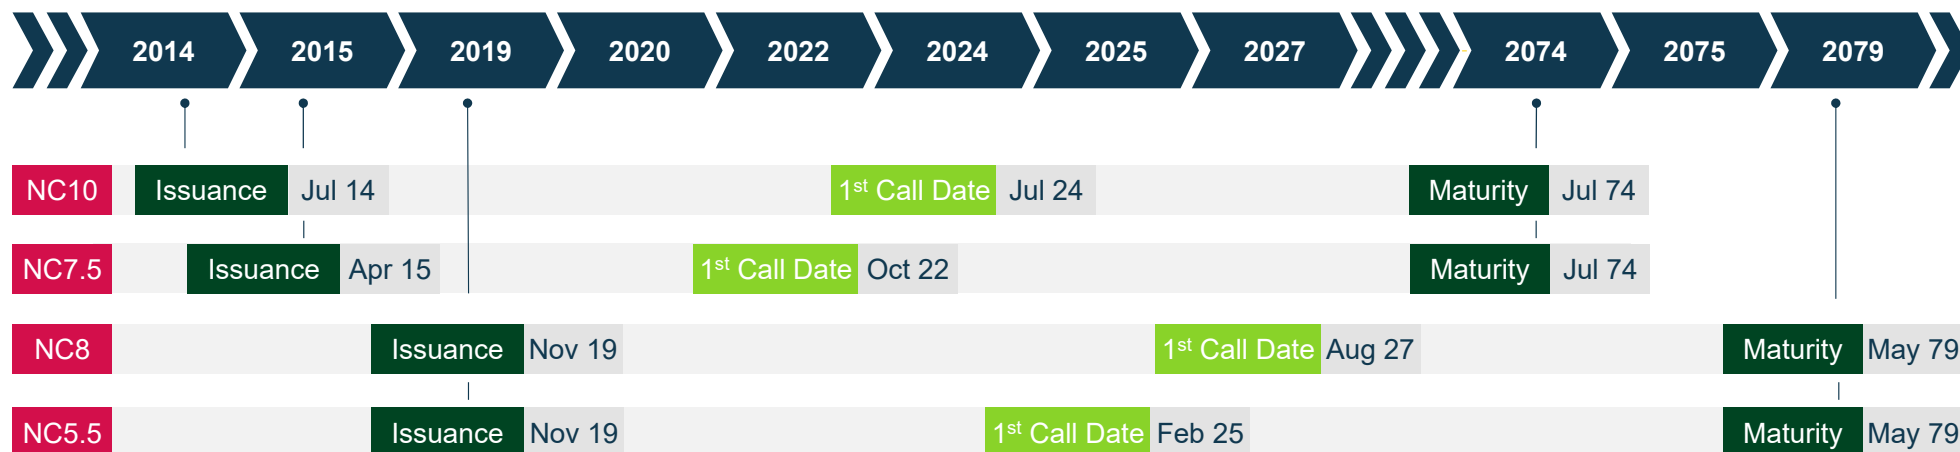 2014 2015 2019 2020 2022 2024 2025 2027 2074 2075 2079
NC10 Issuance Jul 14 1st Call Date Jul 24 Maturity Jul 74
NC7.5 Issuance Apr 15 1st Call Date Oct 22 Maturity Jul 74
NC8 Issuance Nov 19 1st Call Date Aug 27 Maturity May 79
NC5.5 Issuance Nov 19 1st Call Date Feb 25 Maturity May 79